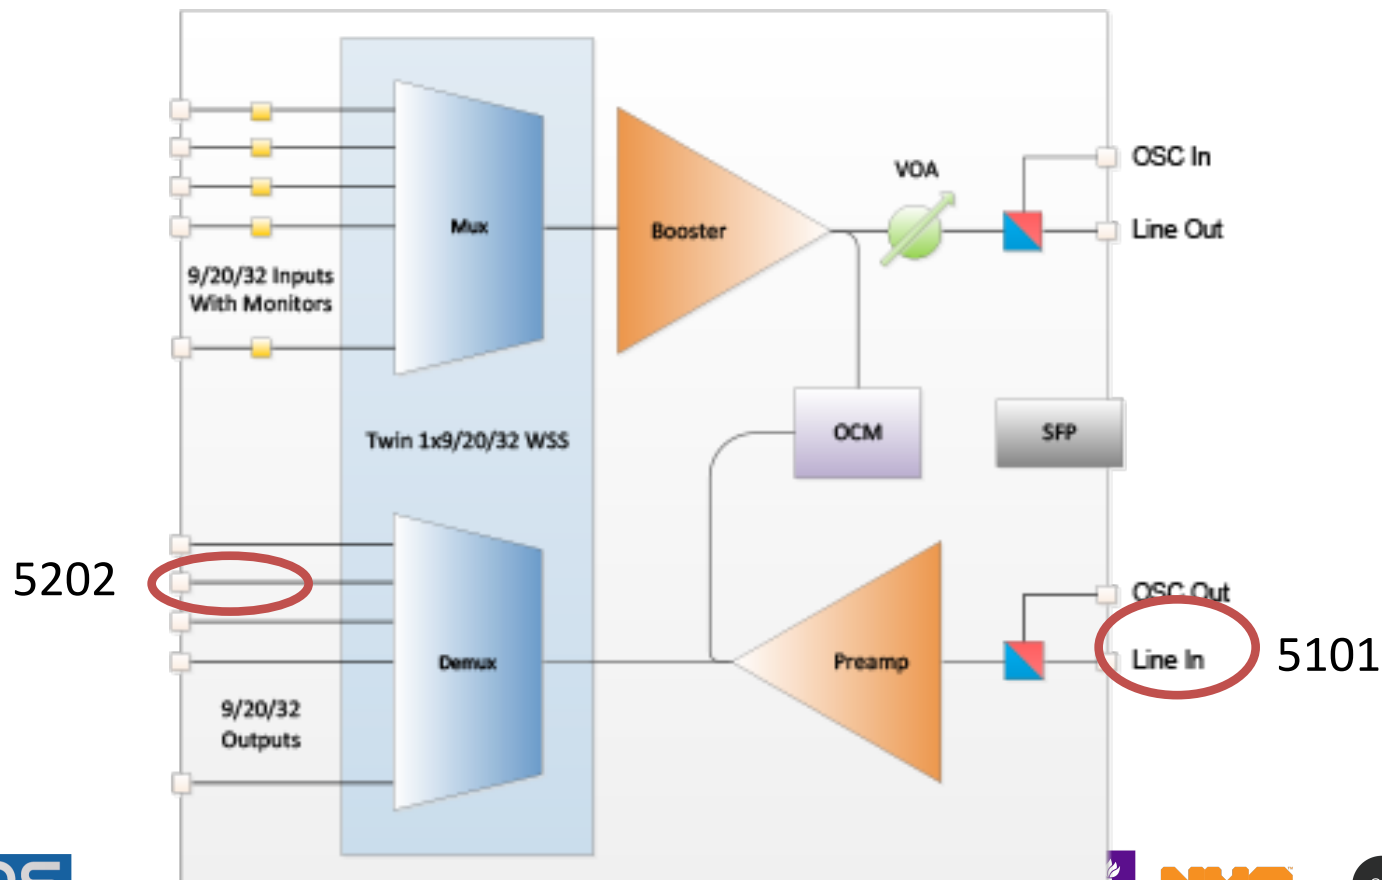 OSC In
VOA
Mux
Booster
Line Out
9/20/32 Inputs
With Monitors
Twin 1x9/20/32 WSS
OCM
SFP
5202
OSC Out
Demux
Preamp
Line In
5101
9/20/32
Outputs